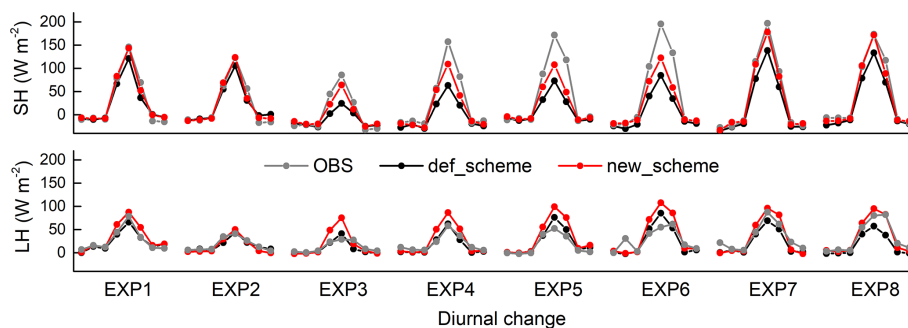 200
150
100
50
0
SH (W m-2)
200
150
100
50
0
LH (W m-2)
OBS def_scheme new_scheme
EXP1 EXP2 EXP3 EXP4 EXP5 EXP6 EXP7 EXP8
Diurnal change